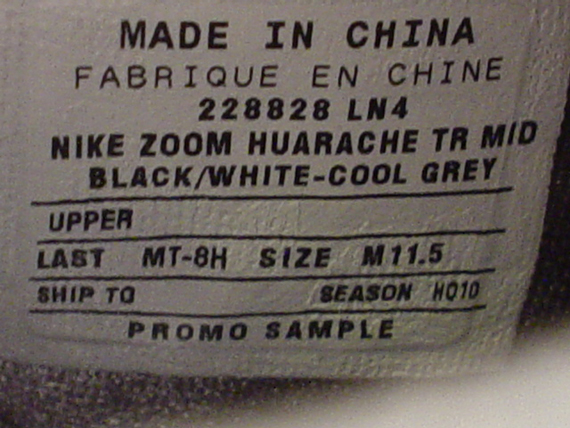 MADE IN CHINA
FABRIQUE EN CHINE
228828 LN4
NIKE ZOOM HUARACHE TR MID
BLACK/WHITE-COOL GREY
UPPER
LAST MT-8H SIZE M11.5
SHIP TO SEASON HO10
PROMO SAMPLE